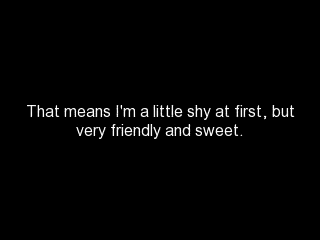 That means I'm a little shy at first, but
very friendly and sweet.